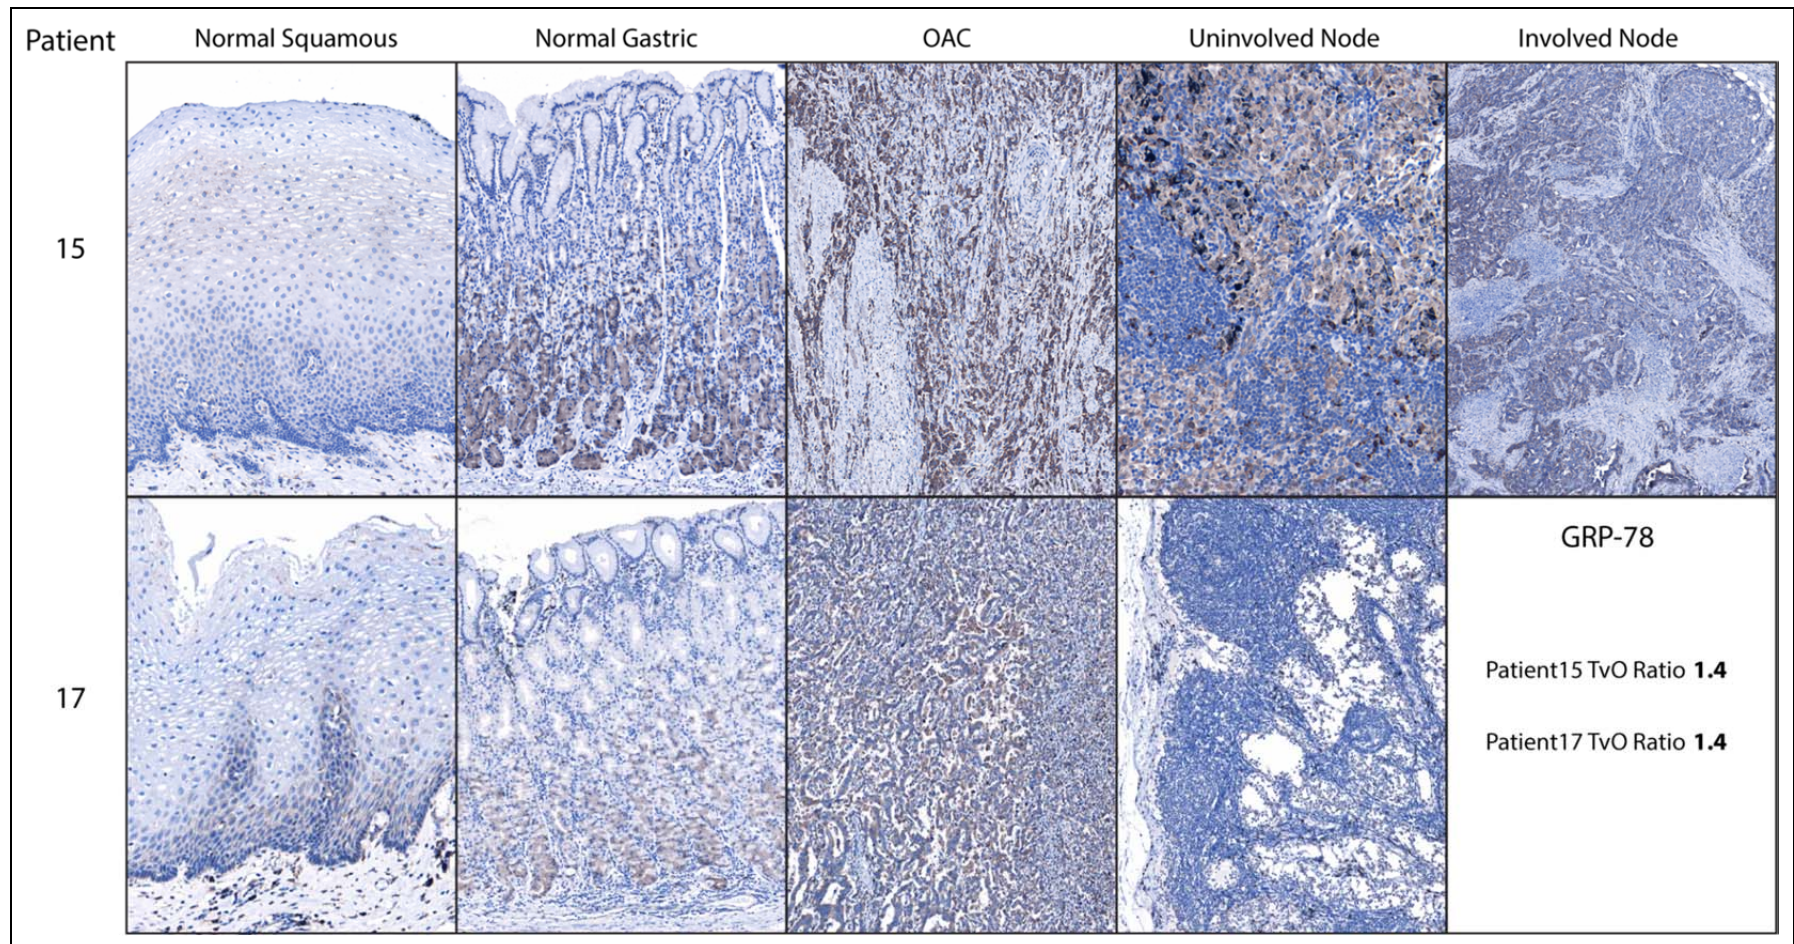 Patient Normal Squamous Normal Gastric OAC Uninvolved Node Involved Node
15
17
GRP-78
Patient15 TvO Ratio 1.4
Patient17 TvO Ratio 1.4